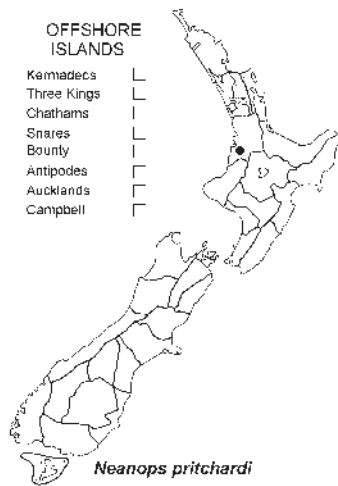 OFFSHORE
ISLANDS
Kermadecs
Three Kings
Chathams
Snares
Bounty
Antipodes
Aucklands
Campbell
Neanops pritchardi